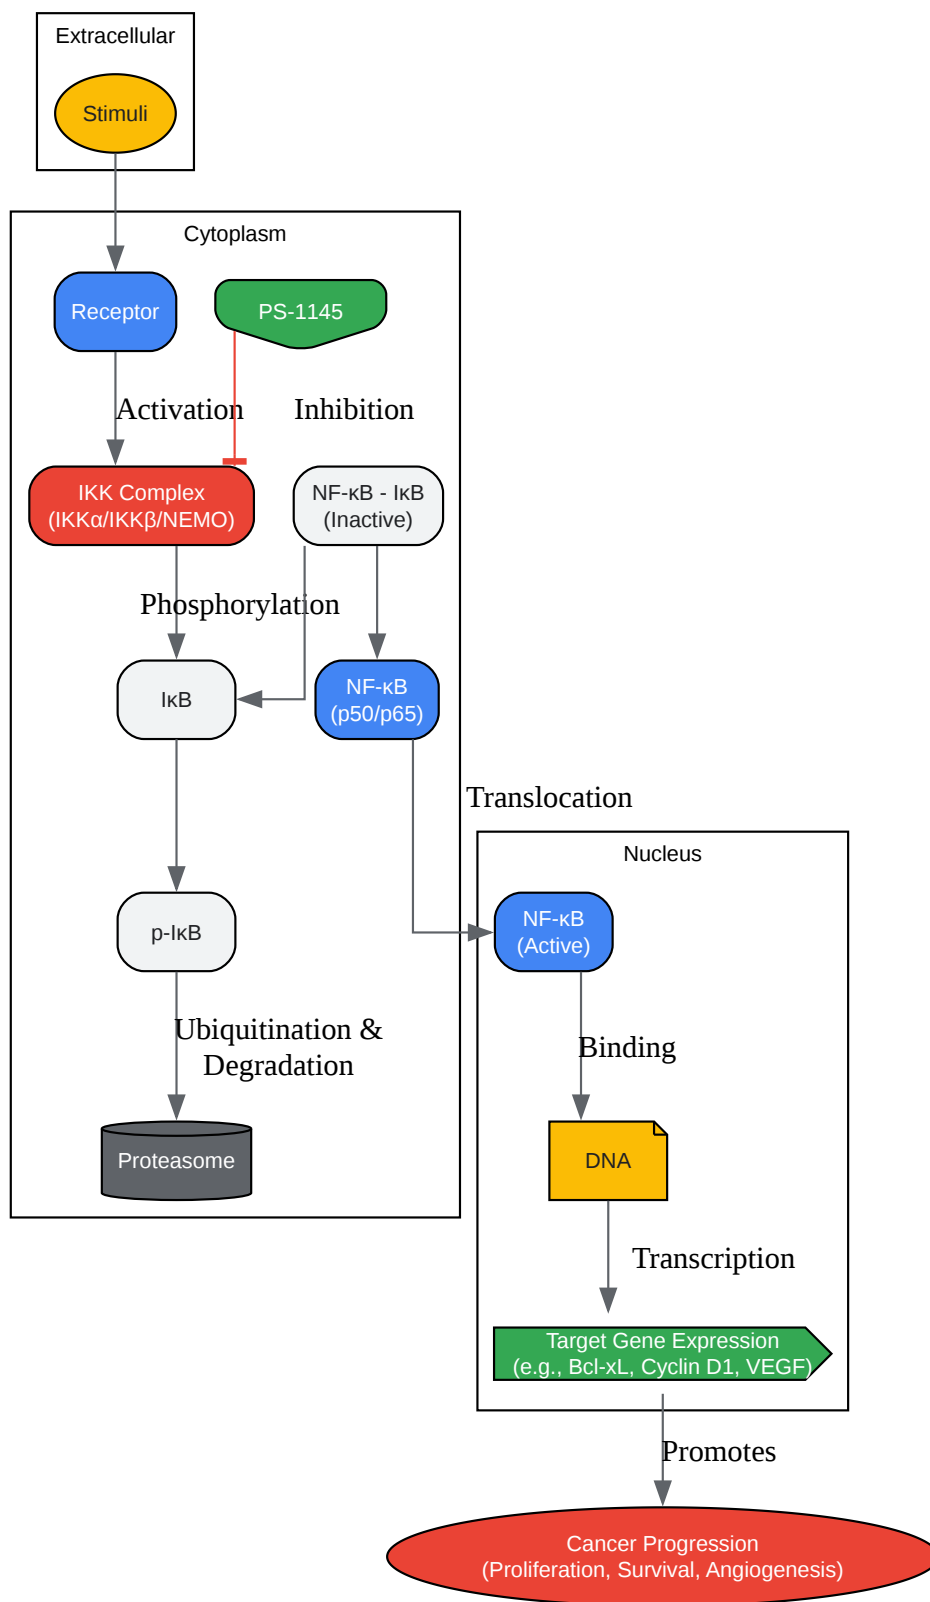 Extracellular
Stimuli
Cytoplasm
Receptor
PS-1145
Activation
Inhibition
IKK Complex
(IKKα/IKKβ/NEMO)
NF-κB - IκB
(Inactive)
Phosphorylation
IκB
NF-κB
(p50/p65)
Translocation
Nucleus
p-IκB
NF-κB
(Active)
Ubiquitination &
Degradation
Binding
Proteasome
DNA
Transcription
Target Gene Expression
(e.g., Bcl-xL, Cyclin D1, VEGF)
Promotes
Cancer Progression
(Proliferation, Survival, Angiogenesis)